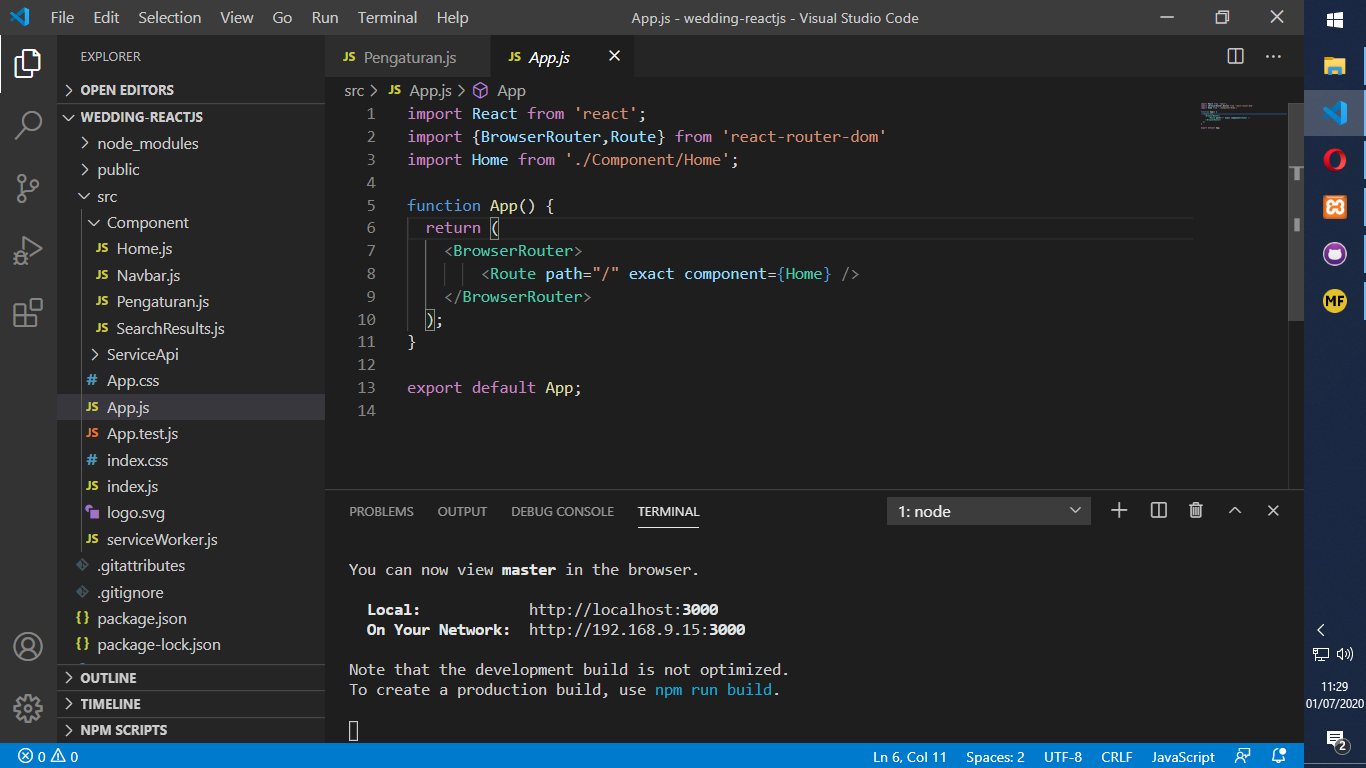 File Edit Selection View Go Run Terminal Help App.js - wedding-reactjs - Visual Studio Code
EXPLORER
OPEN EDITORS
WEDDING-REACTJS
node_modules
public
src
Component
JS Home.js
JS Navbar.js
JS Pengaturan.js
JS SearchResults.js
ServiceApi
# App.css
JS App.js
JS App.test.js
# index.css
JS index.js
logo.svg
JS serviceWorker.js
.gitattributes
.gitignore
{} package.json
{} package-lock.json
OUTLINE
TIMELINE
NPM SCRIPTS
JS Pengaturan.js JS App.js
src > JS App.js > App
1 import React from 'react';
2 import {BrowserRouter,Route} from 'react-router-dom'
3 import Home from './Component/Home';
4
5 function App() {
6 return (
7 <BrowserRouter>
8 <Route path="/" exact component={Home} />
9 </BrowserRouter>
10 );
11 }
12
13 export default App;
14
PROBLEMS OUTPUT DEBUG CONSOLE TERMINAL 1: node
You can now view master in the browser.
Local: http://localhost:3000
On Your Network: http://192.168.9.15:3000
Note that the development build is not optimized.
To create a production build, use npm run build.
0 0 Ln 6, Col 11 Spaces: 2 UTF-8 CRLF JavaScript
MF
11:29
01/07/2020
2